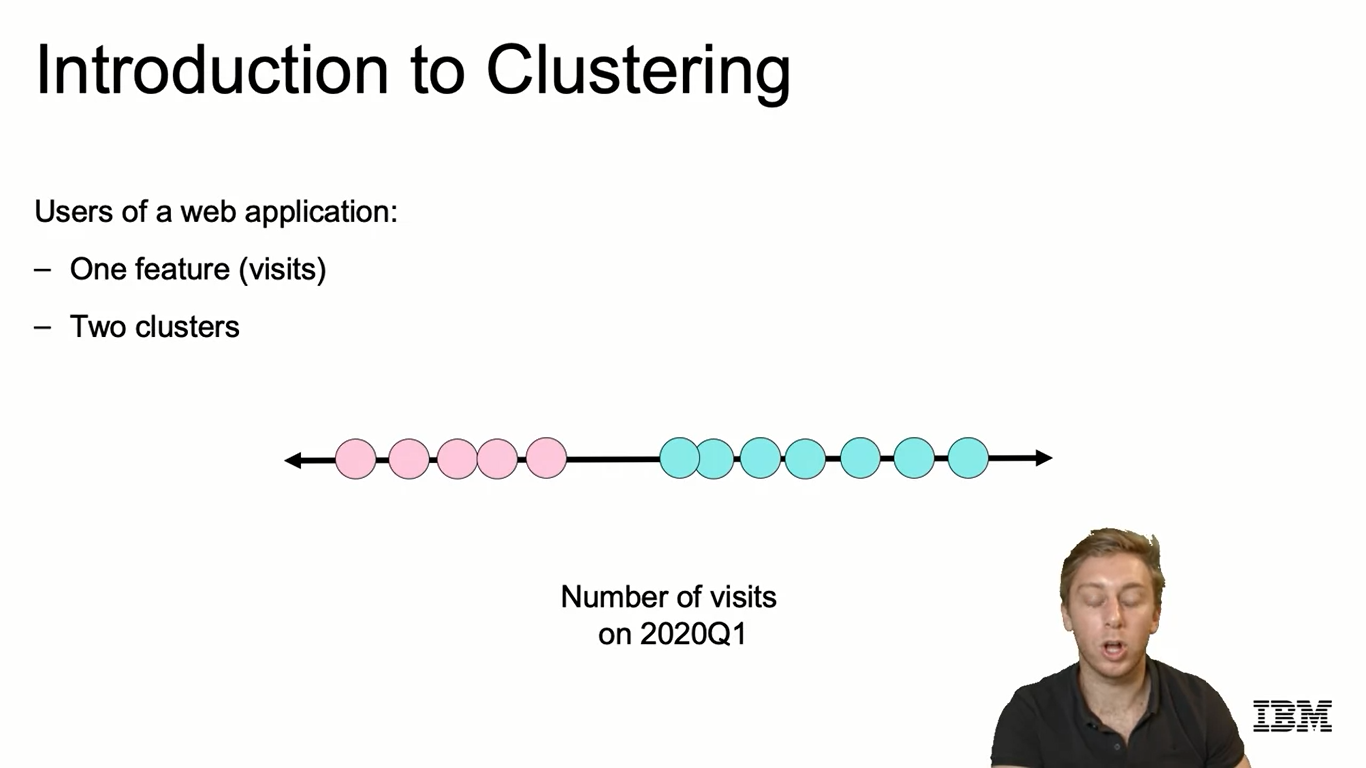 Introduction to Clustering
Users of a web application:
– One feature (visits)
– Two clusters
Number of visits
on 2020Q1
IBM